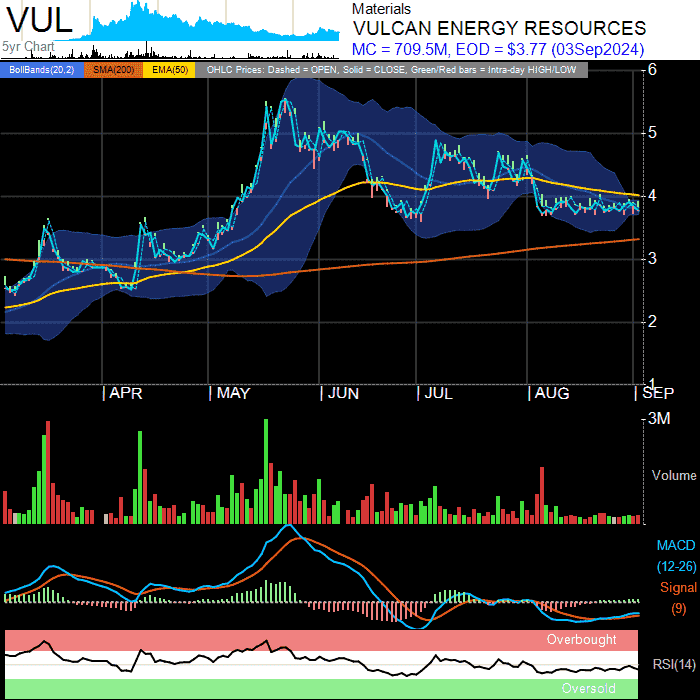 VUL
5yr Chart
Materials
VULCAN ENERGY RESOURCES
MC = 709.5M, EOD = $3.77 (03Sep2024)
BollBands(20,2) SMA(200) EMA(50) OHLC Prices: Dashed = OPEN, Solid = CLOSE, Green/Red bars = Intra-day HIGH/LOW
6
5
4
3
2
1
APR MAY JUN JUL AUG SEP
3M
Volume
MACD
(12-26)
Signal
(9)
Overbought
RSI(14)
Oversold